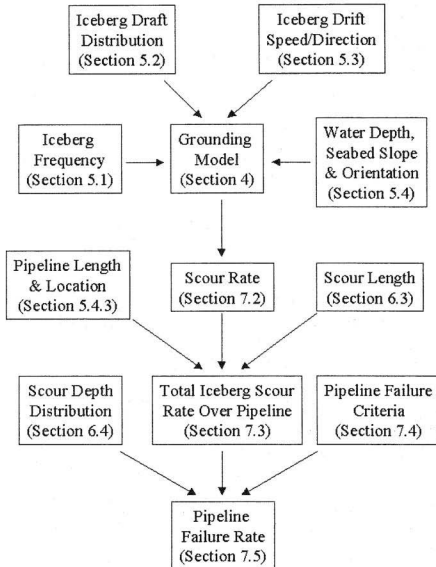 Iceberg Draft
Distribution
(Section 5.2)
Iceberg Drift
Speed/Direction
(Section 5.3)
Iceberg
Frequency
(Section 5.1)
Grounding
Model
(Section 4)
Water Depth,
Seabed Slope
& Orientation
(Section 5.4)
Pipeline Length
& Location
(Section 5.4.3)
Scour Rate
(Section 7.2)
Scour Length
(Section 6.3)
Scour Depth
Distribution
(Section 6.4)
Total Iceberg Scour
Rate Over Pipeline
(Section 7.3)
Pipeline Failure
Criteria
(Section 7.4)
Pipeline
Failure Rate
(Section 7.5)